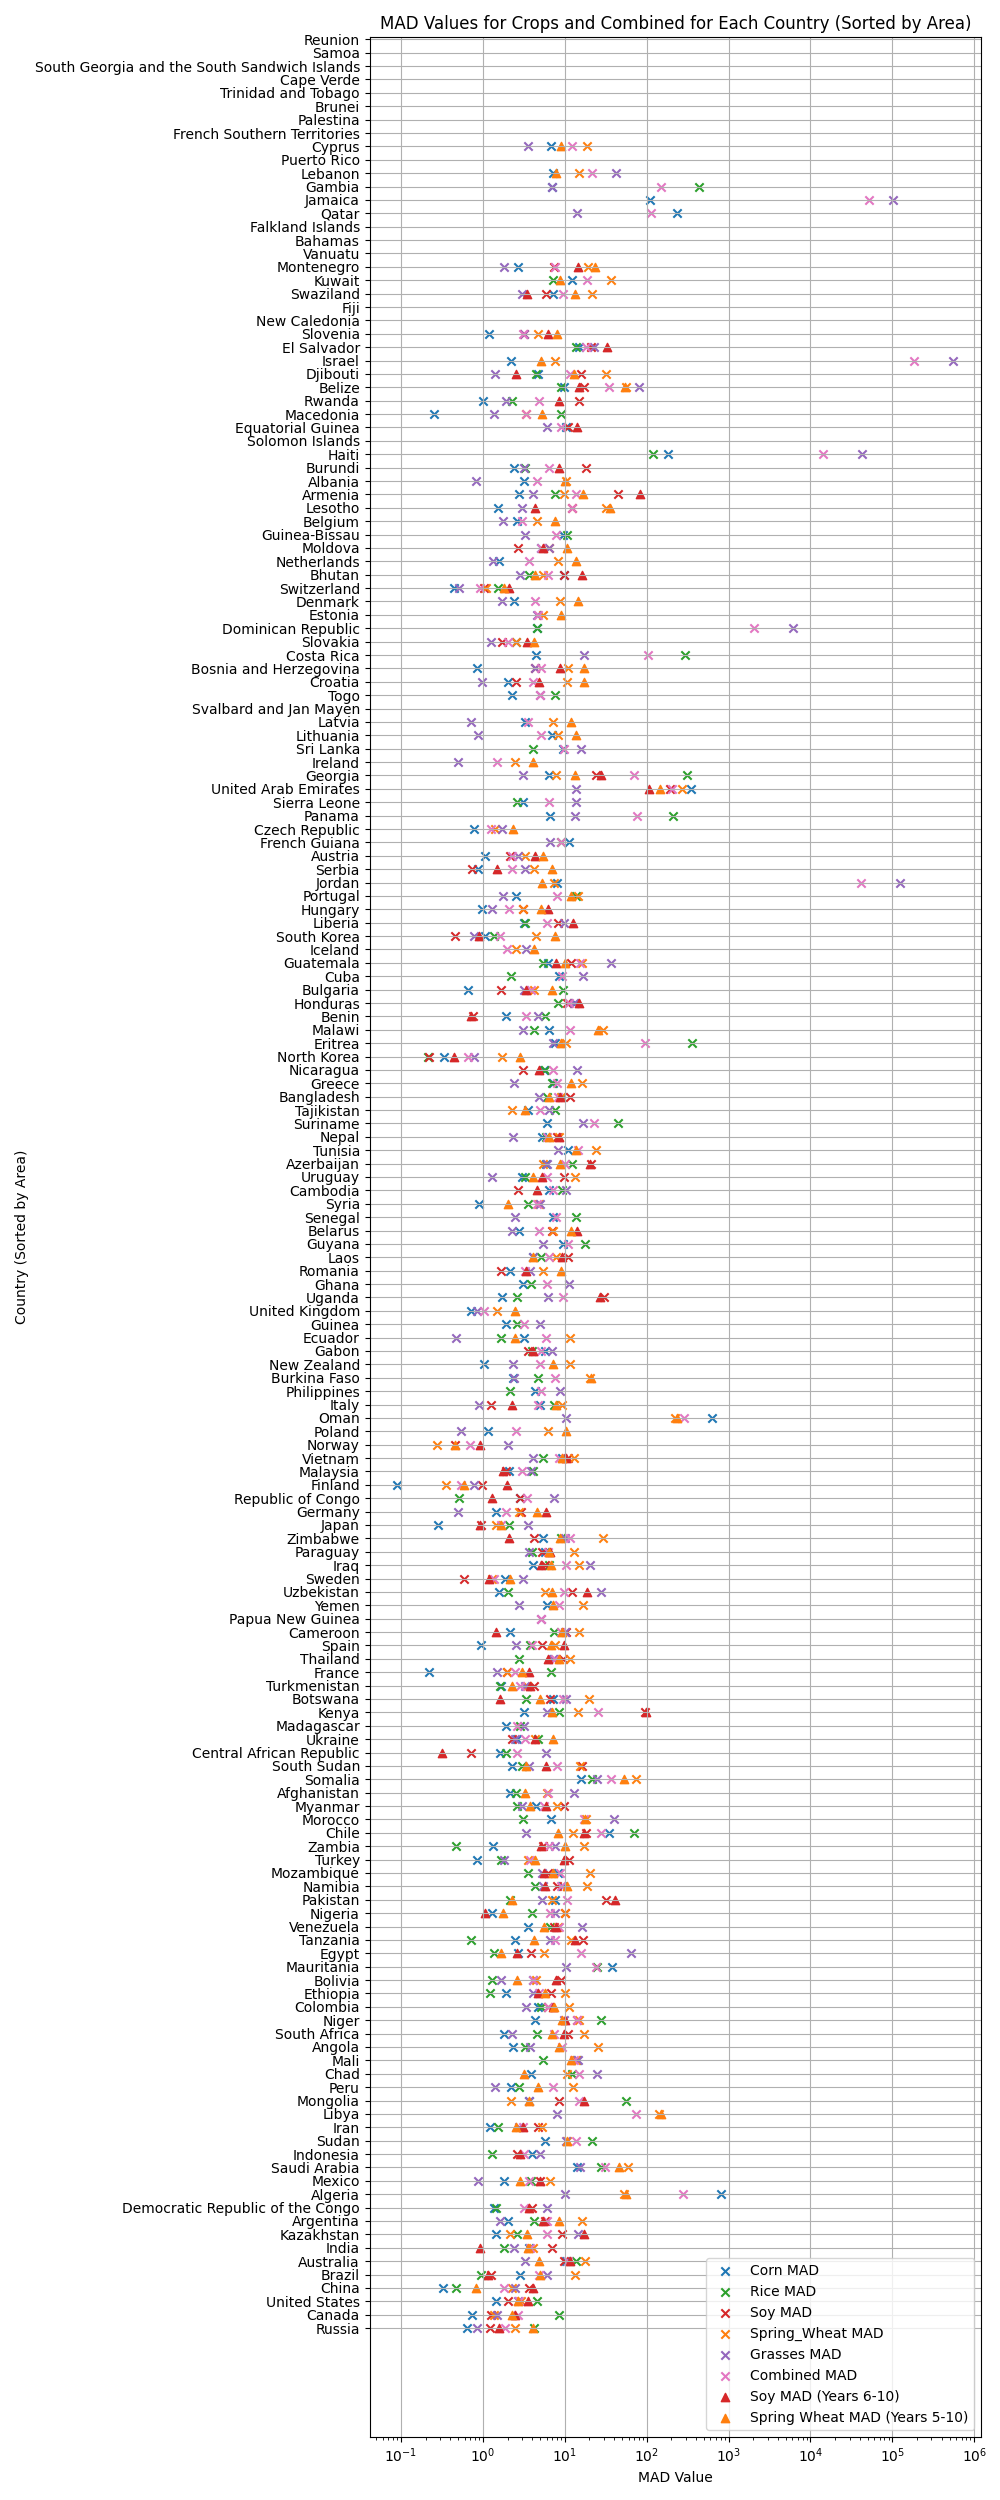 MAD Values for Crops and Combined for Each Country (Sorted by Area)
Reunion
Samoa
South Georgia and the South Sandwich Islands
Cape Verde
Trinidad and Tobago
Brunei
Palestina
French Southern Territories
Cyprus
Puerto Rico
Lebanon
Gambia
Jamaica
Qatar
Falkland Islands
Bahamas
Vanuatu
Montenegro
Kuwait
Swaziland
Fiji
New Caledonia
Slovenia
El Salvador
Israel
Djibouti
Belize
Rwanda
Macedonia
Equatorial Guinea
Solomon Islands
Haiti
Burundi
Albania
Armenia
Lesotho
Belgium
Guinea-Bissau
Moldova
Netherlands
Bhutan
Switzerland
Denmark
Estonia
Dominican Republic
Slovakia
Costa Rica
Bosnia and Herzegovina
Croatia
Togo
Svalbard and Jan Mayen
Latvia
Lithuania
Sri Lanka
Ireland
Georgia
United Arab Emirates
Sierra Leone
Panama
Czech Republic
French Guiana
Austria
Serbia
Jordan
Portugal
Hungary
Liberia
South Korea
Iceland
Guatemala
Cuba
Bulgaria
Honduras
Benin
Malawi
Eritrea
North Korea
Nicaragua
Greece
Bangladesh
Tajikistan
Suriname
Nepal
Tunisia
Azerbaijan
Uruguay
Cambodia
Syria
Senegal
Belarus
Guyana
Laos
Romania
Ghana
Uganda
United Kingdom
Guinea
Ecuador
Gabon
New Zealand
Burkina Faso
Philippines
Italy
Oman
Poland
Norway
Vietnam
Malaysia
Finland
Republic of Congo
Germany
Japan
Zimbabwe
Paraguay
Iraq
Sweden
Uzbekistan
Yemen
Papua New Guinea
Cameroon
Spain
Thailand
France
Turkmenistan
Botswana
Kenya
Madagascar
Ukraine
Central African Republic
South Sudan
Somalia
Afghanistan
Myanmar
Morocco
Chile
Zambia
Turkey
Mozambique
Namibia
Pakistan
Nigeria
Venezuela
Tanzania
Egypt
Mauritania
Bolivia
Ethiopia
Colombia
Niger
South Africa
Angola
Mali
Chad
Peru
Mongolia
Libya
Iran
Sudan
Indonesia
Saudi Arabia
Mexico
Algeria
Democratic Republic of the Congo
Argentina
Kazakhstan
India
Australia
Brazil
China
United States
Canada
Russia
Country (Sorted by Area)
Corn MAD
Rice MAD
Soy MAD
Spring_Wheat MAD
Grasses MAD
Combined MAD
Soy MAD (Years 6-10)
Spring Wheat MAD (Years 5-10)
10⁻¹ 10⁰ 10¹ 10² 10³ 10⁴ 10⁵ 10⁶
MAD Value